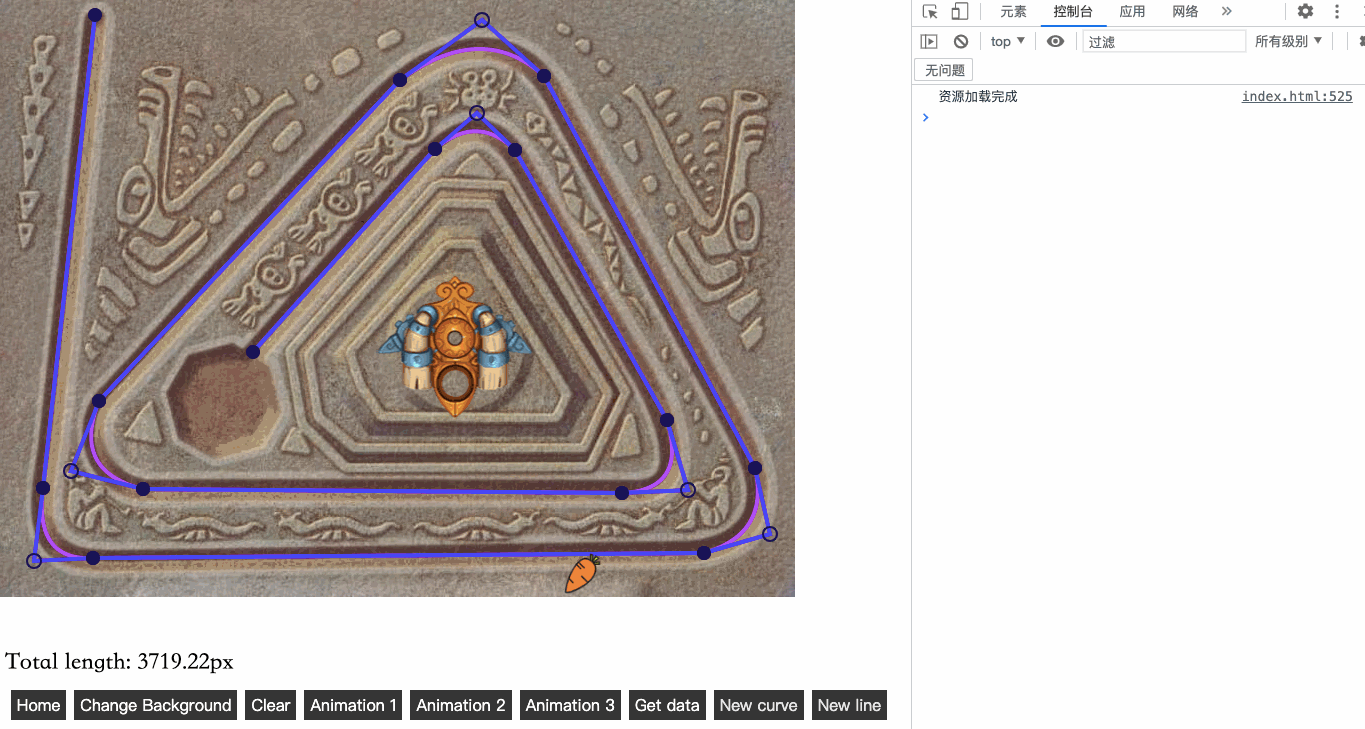 元素 控制台 应用 网络 »
top ▼ 过滤 所有级别 ▼
无问题
资源加载完成 index.html:525
›
Total length: 3719.22px
Home Change Background Clear Animation 1 Animation 2 Animation 3 Get data New curve New line